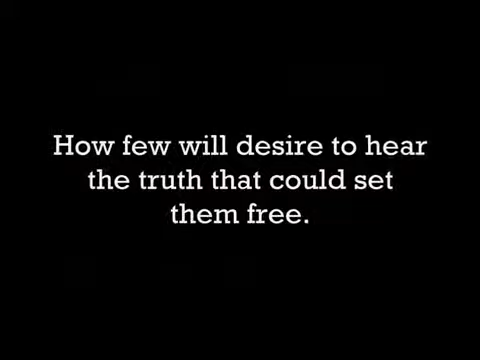 How few will desire to hear
the truth that could set
them free.